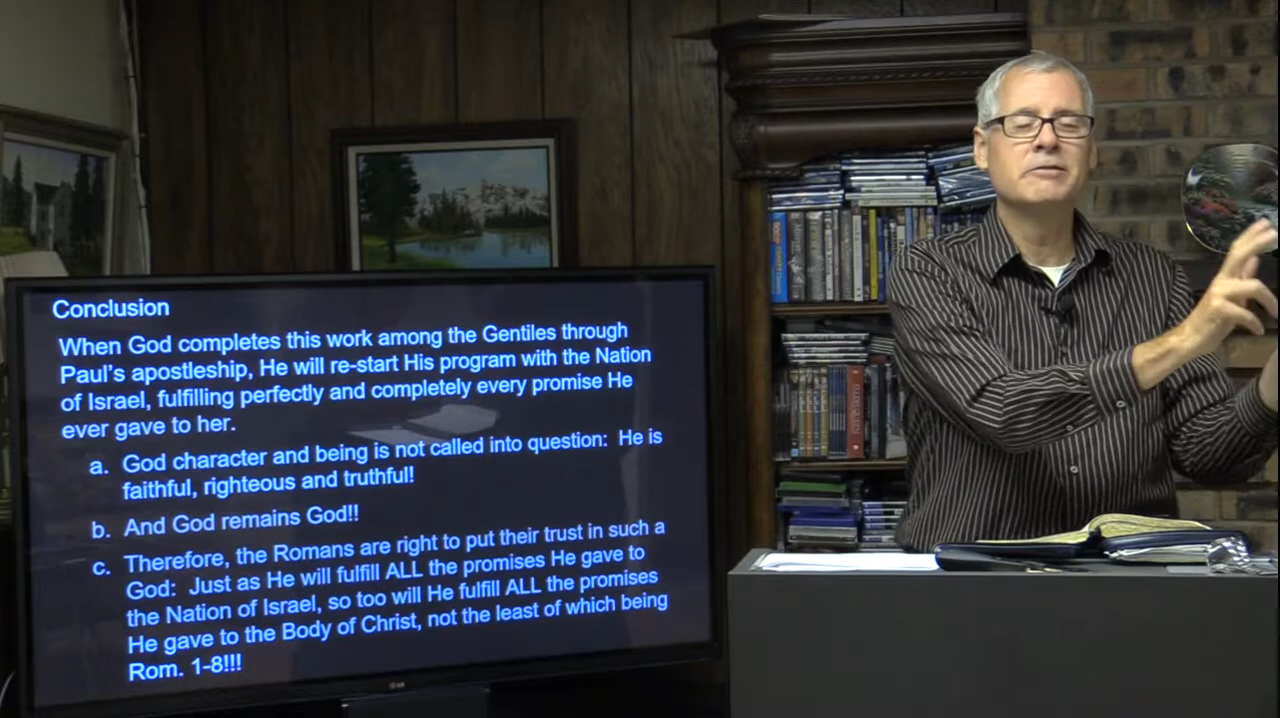 Conclusion
When God completes this work among the Gentiles through
Paul's apostleship, He will re-start His program with the Nation
of Israel, fulfilling perfectly and completely every promise He
ever gave to her.
a. God character and being is not called into question: He is
faithful, righteous and truthful!
b. And God remains God!!
c. Therefore, the Romans are right to put their trust in such a
God: Just as He will fulfill ALL the promises He gave to
the Nation of Israel, so too will He fulfill ALL the promises
He gave to the Body of Christ, not the least of which being
Rom. 1-8!!!